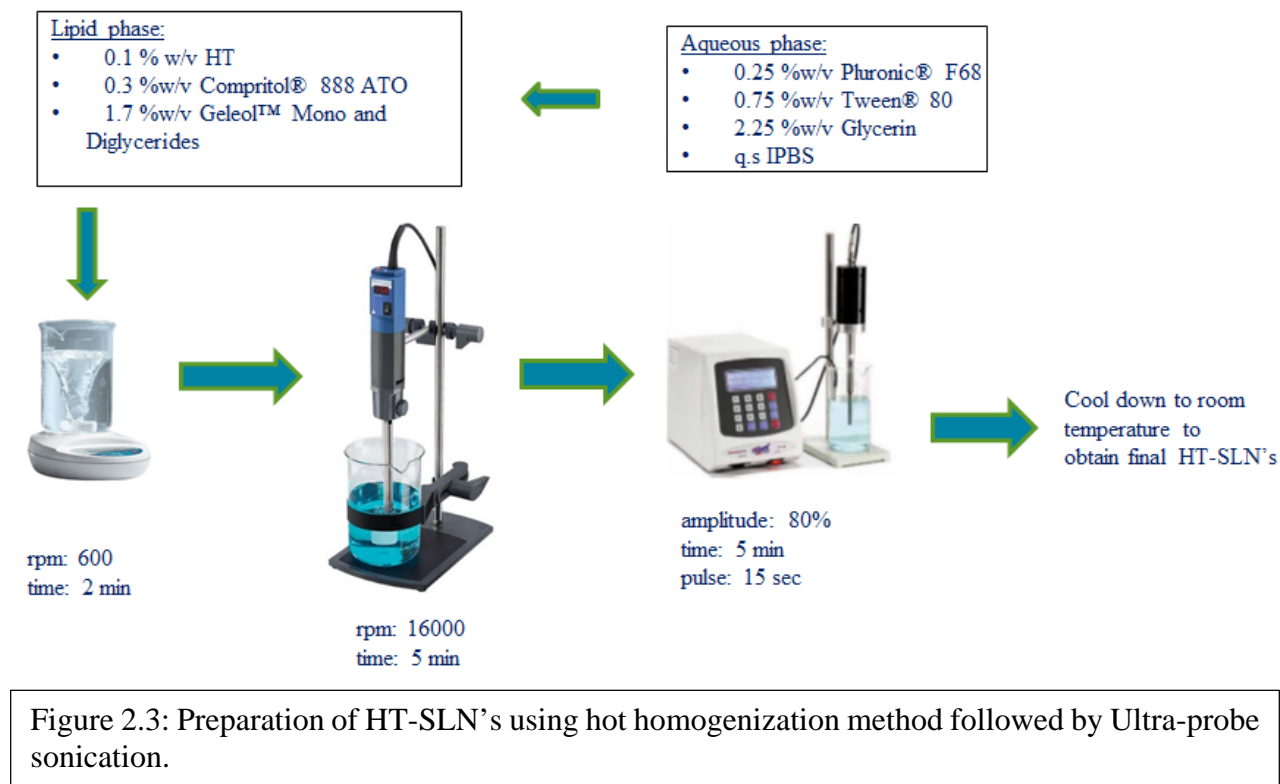 Lipid phase:
• 0.1 % w/v HT
• 0.3 %w/v Compritol® 888 ATO
• 1.7 %w/v Geleol™ Mono and
Diglycerides
Aqueous phase:
• 0.25 %w/v Pluronic® F68
• 0.75 %w/v Tween® 80
• 2.25 %w/v Glycerin
• q.s IPBS
rpm: 600
time: 2 min
rpm: 16000
time: 5 min
amplitude: 80%
time: 5 min
pulse: 15 sec
Cool down to room
temperature to
obtain final HT-SLN's
Figure 2.3: Preparation of HT-SLN's using hot homogenization method followed by Ultra-probe
sonication.